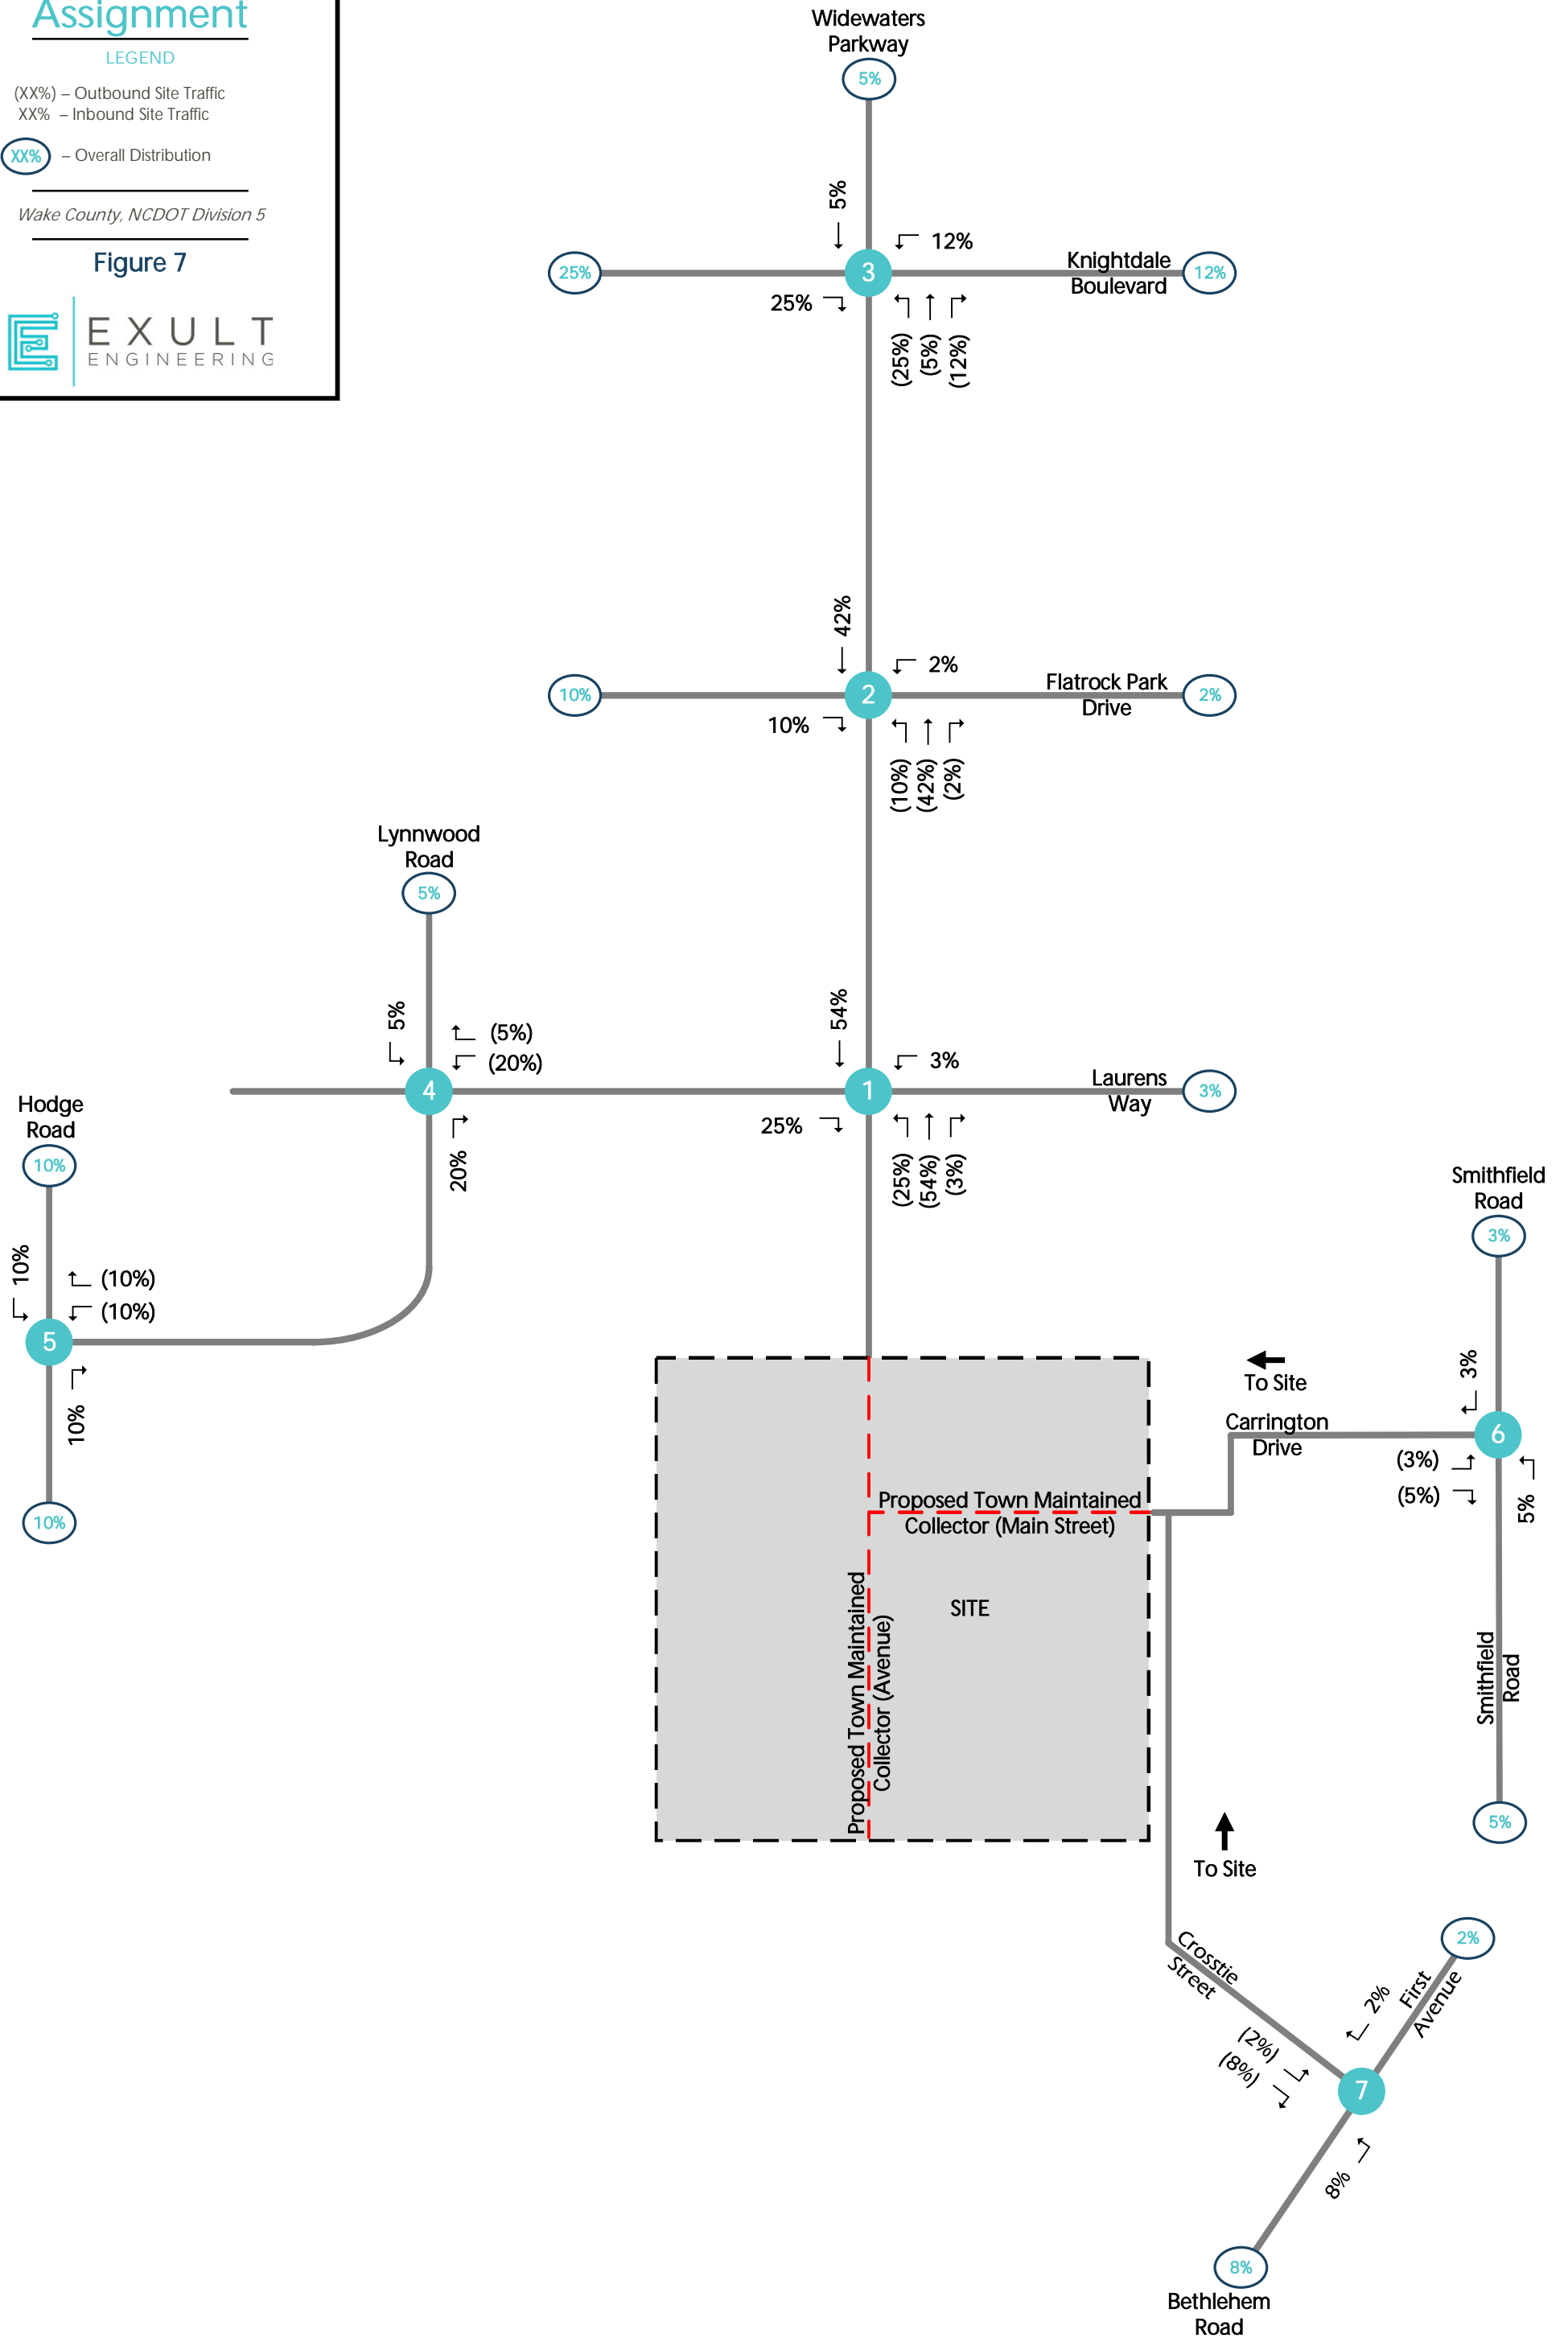 Assignment
LEGEND
(XX%) – Outbound Site Traffic
XX% – Inbound Site Traffic
XX% – Overall Distribution
Wake County, NCDOT Division 5
Figure 7
EXULT
ENGINEERING
Widewaters
Parkway
5%
5%
12%
25%
3
Knightdale
Boulevard
12%
25%
(25%)
(5%)
(12%)
42%
2%
10%
2
Flatrock Park
Drive
2%
10%
(10%)
(42%)
(2%)
Lynnwood
Road
5%
5%
(5%)
(20%)
4
20%
54%
3%
1
Laurens
Way
3%
25%
(25%)
(54%)
(3%)
Hodge
Road
10%
10%
(10%)
(10%)
5
10%
10%
Smithfield
Road
3%
3%
To Site
Carrington
Drive
6
(3%)
(5%)
5%
Smithfield
Road
5%
Proposed Town Maintained
Collector (Main Street)
SITE
Proposed Town Maintained
Collector (Avenue)
To Site
Crosstie
Street
2%
First
Avenue
2%
(2%)
(8%)
7
8%
8%
Bethlehem
Road